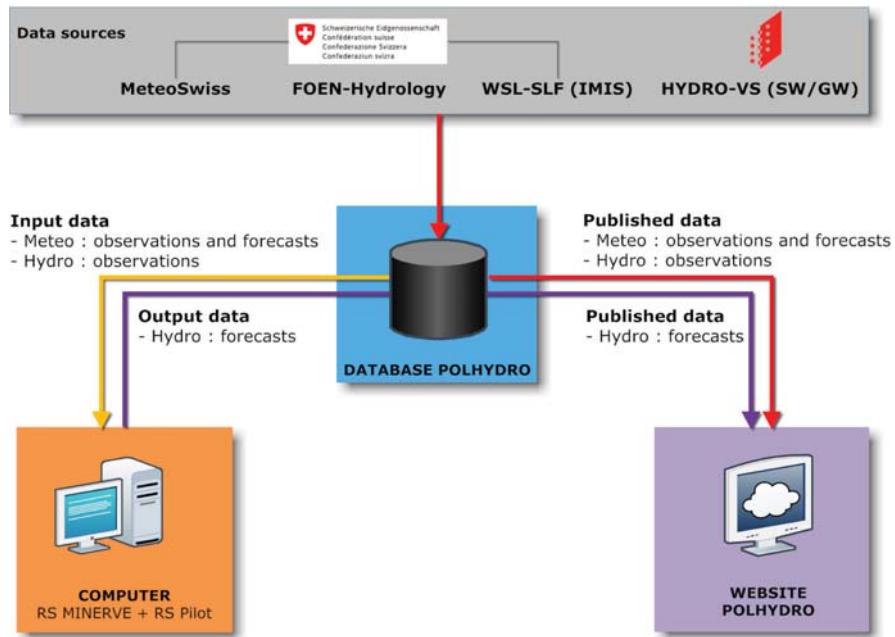 Data sources
Schweizerische Eidgenossenschaft
Confédération suisse
Confederazione Svizzera
Confederaziun svizra
MeteoSwiss
FOEN-Hydrology
WSL-SLF (IMIS)
HYDRO-VS (SW/GW)
Input data
- Meteo : observations and forecasts
- Hydro : observations
Published data
- Meteo : observations and forecasts
- Hydro : observations
Output data
- Hydro : forecasts
Published data
- Hydro : forecasts
DATABASE POLHYDRO
COMPUTER
RS MINERVE + RS Pilot
WEBSITE
POLHYDRO